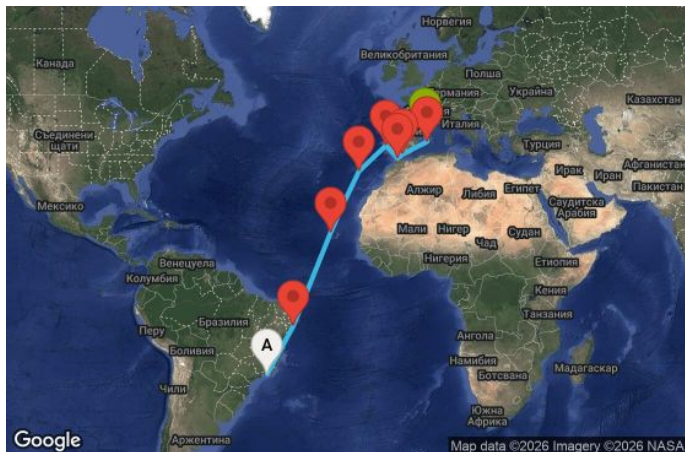 Норвегия
Канада
Великобритания
Полша
Германия
Украйна
Казахстан
Съединени
щати
Италия
Турция
Афганистан
Ирак
Иран
Пакистан
Алжир
Либия
Египет
Саудитска
Арабия
Мексико
Мали
Нигер
Судан
Чад
Венецуела
Нигерия
Етиопия
Колумбия
Кения
Бразилия
Танзания
Перу
A
Ангола
Боливия
Намибия
Мадагаскар
Ботсвана
Чили
Южна
Африка
Аржентина
Google
Map data ©2026 Imagery ©2026 NASA